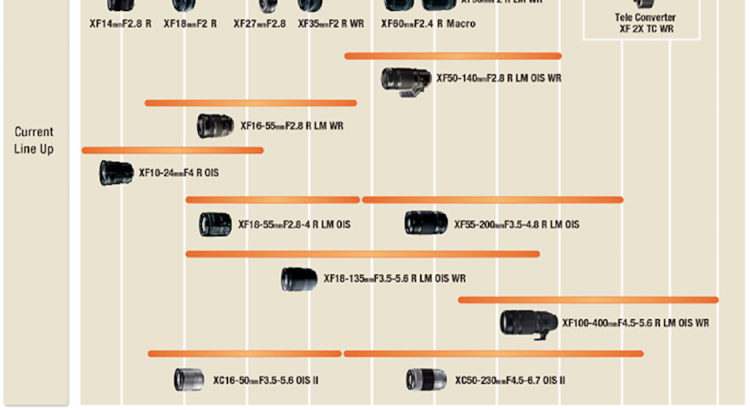 XF14mmF2.8 R
XF18mmF2 R
XF27mmF2.8
XF35mmF2 R WR
XF60mmF2.4 R Macro
Tele Converter
XF 2X TC WR
XF50-140mmF2.8 R LM OIS WR
XF16-55mmF2.8 R LM WR
Current
Line Up
XF10-24mmF4 R OIS
XF18-55mmF2.8-4 R LM OIS
XF55-200mmF3.5-4.8 R LM OIS
XF18-135mmF3.5-5.6 R LM OIS WR
XF100-400mmF4.5-5.6 R LM OIS WR
XC16-50mmF3.5-5.6 OIS II
XC50-230mmF4.5-6.7 OIS II